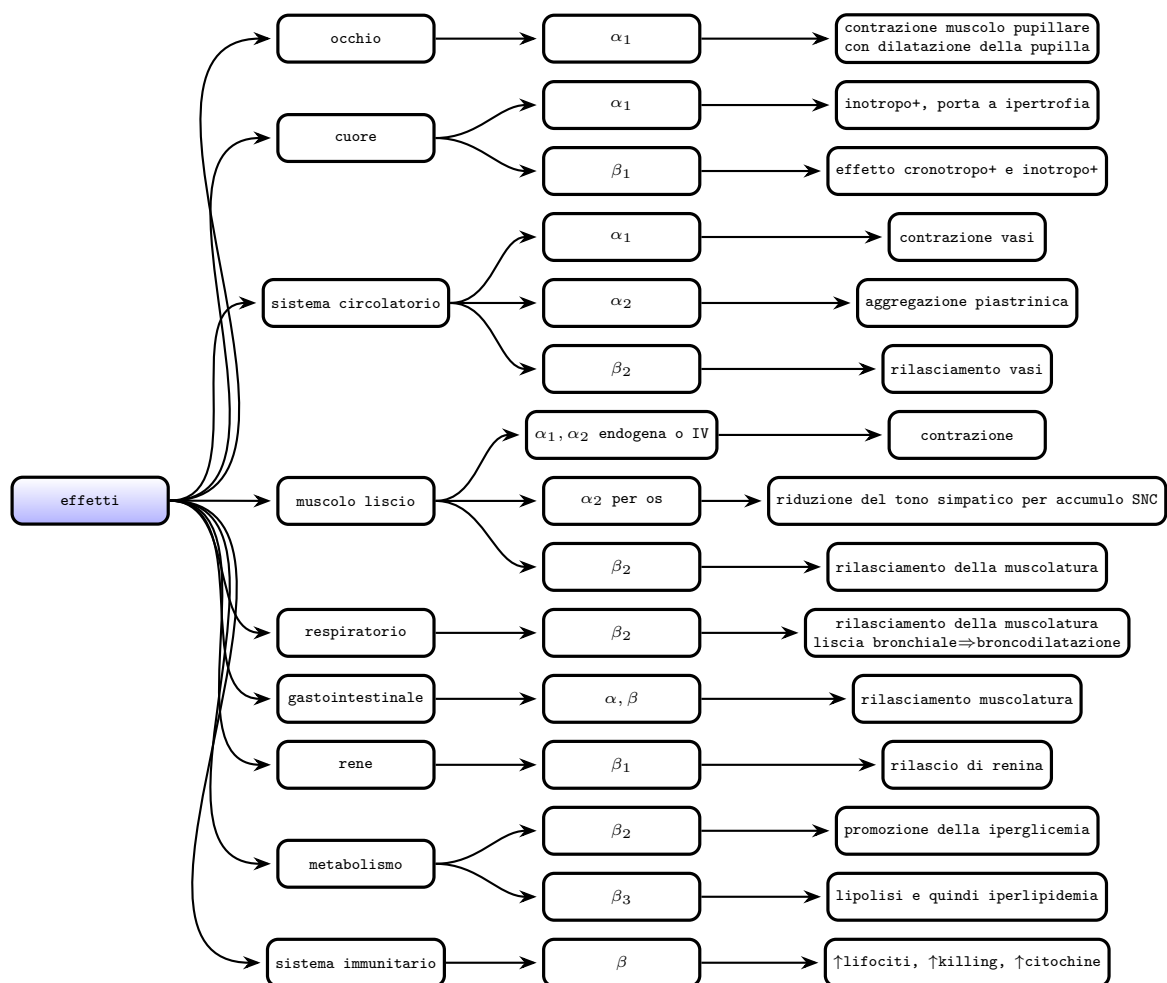 occhio
α₁
contrazione muscolo pupillare
con dilatazione della pupilla
cuore
α₁
inotropo+, porta a ipertrofia
β₁
effetto cronotropo+ e inotropo+
sistema circolatorio
α₁
contrazione vasi
α₂
aggregazione piastrinica
β₂
rilasciamento vasi
effetti
muscolo liscio
α₁, α₂ endogena o IV
contrazione
α₂ per os
riduzione del tono simpatico per accumulo SNC
β₂
rilasciamento della muscolatura
respiratorio
β₂
rilasciamento della muscolatura
liscia bronchiale⇒broncodilatazione
gastointestinale
α, β
rilasciamento muscolatura
rene
β₁
rilascio di renina
metabolismo
β₂
promozione della iperglicemia
β₃
lipolisi e quindi iperlipidemia
sistema immunitario
β
↑lifociti, ↑killing, ↑citochine